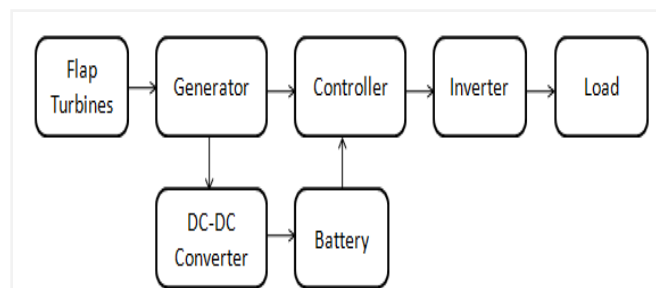 Flap
Turbines
Generator
Controller
Inverter
Load
DC-DC
Converter
Battery